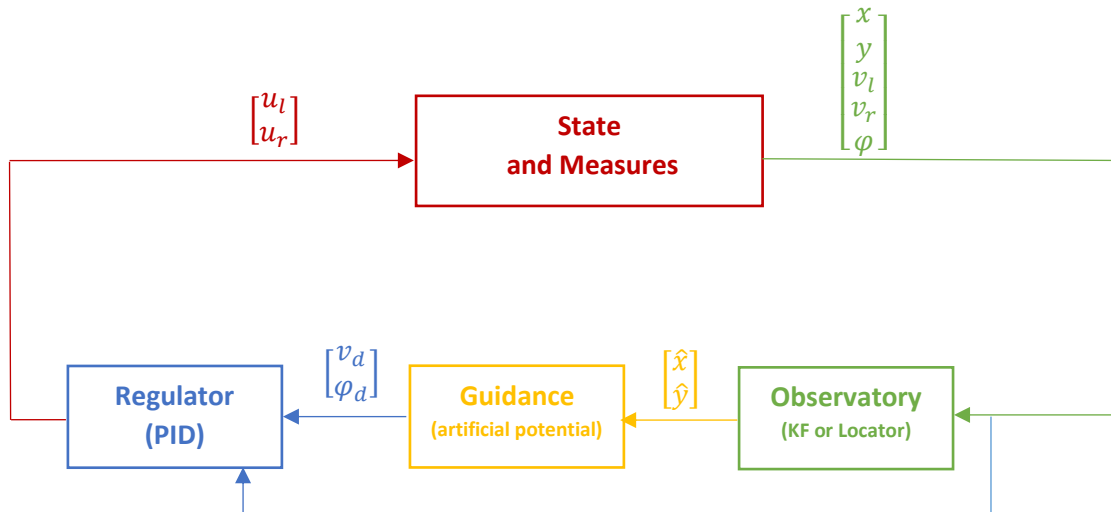 x
y
v_l
v_r
φ
u_l
u_r
State
and Measures
v_d
φ_d
x̂
ŷ
Regulator
(PID)
Guidance
(artificial potential)
Observatory
(KF or Locator)